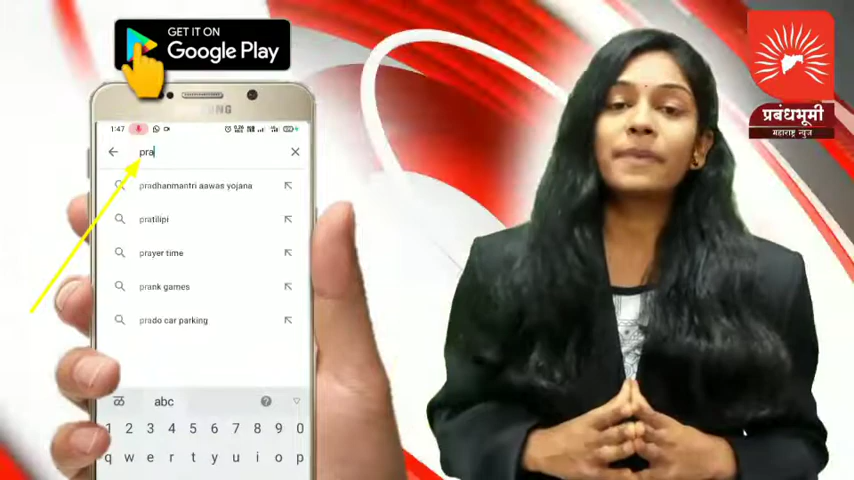 GET IT ON
Google Play
SAMSUNG
1:47
pra
pradhanmantri aawas yojana
pratilipi
prayer time
prank games
prado car parking
abc
1 2 3 4 5 6 7 8 9 0
q w e r t y u i o p
प्रबंधभूमी
महाराष्ट्र न्यूज